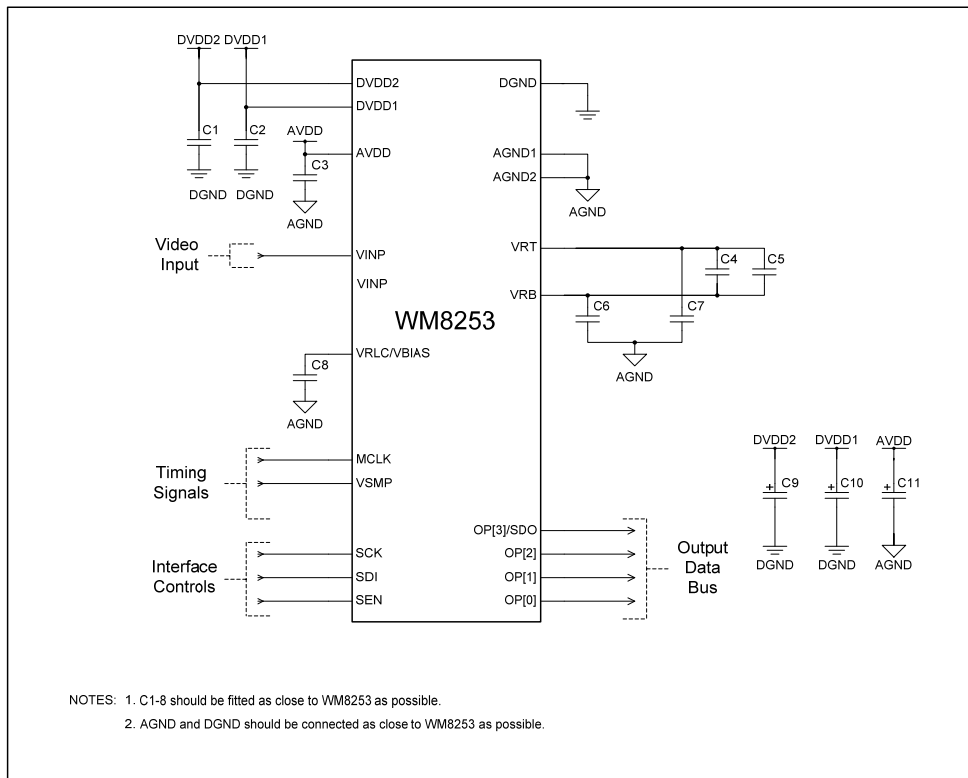 DVDD2 DVDD1
DVDD2
DVDD1
C1
C2
DGND DGND
AVDD
AVDD
C3
AGND
DGND
AGND1
AGND2
AGND
Video
Input
VINP
VINP
WM8253
VRT
VRB
C4
C5
C6
C7
AGND
VRLC/VBIAS
C8
AGND
Timing
Signals
MCLK
VSMP
Interface
Controls
SCK
SDI
SEN
OP[3]/SDO
OP[2]
OP[1]
OP[0]
Output
Data
Bus
DVDD2 DVDD1 AVDD
+ C9 + C10 + C11
DGND DGND AGND
NOTES: 1. C1-8 should be fitted as close to WM8253 as possible.
2. AGND and DGND should be connected as close to WM8253 as possible.